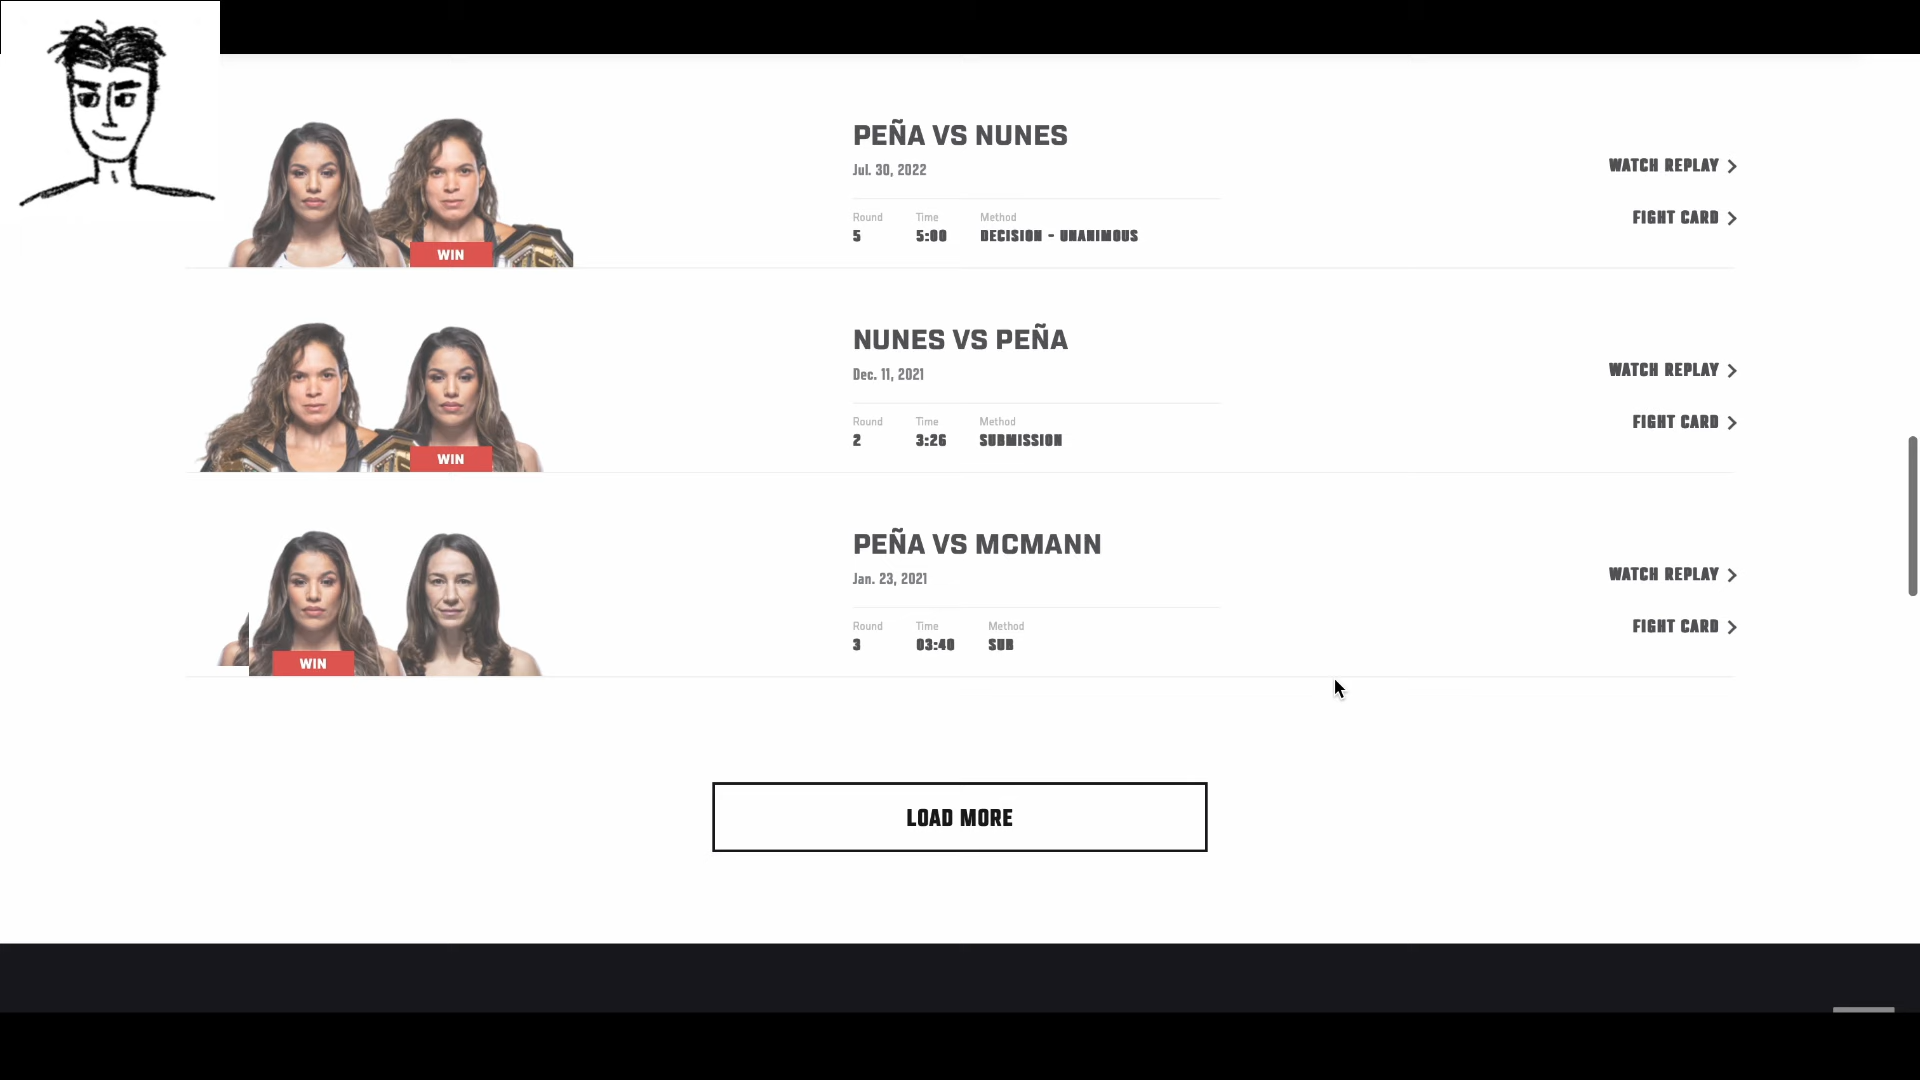 PEÑA VS NUNES
Jul. 30, 2022
WATCH REPLAY
Round Time Method
5 5:00 DECISION - UNANIMOUS
FIGHT CARD
WIN
NUNES VS PEÑA
Dec. 11, 2021
WATCH REPLAY
Round Time Method
2 3:26 SUBMISSION
FIGHT CARD
WIN
PEÑA VS MCMANN
Jan. 23, 2021
WATCH REPLAY
Round Time Method
3 03:40 SUB
FIGHT CARD
WIN
LOAD MORE